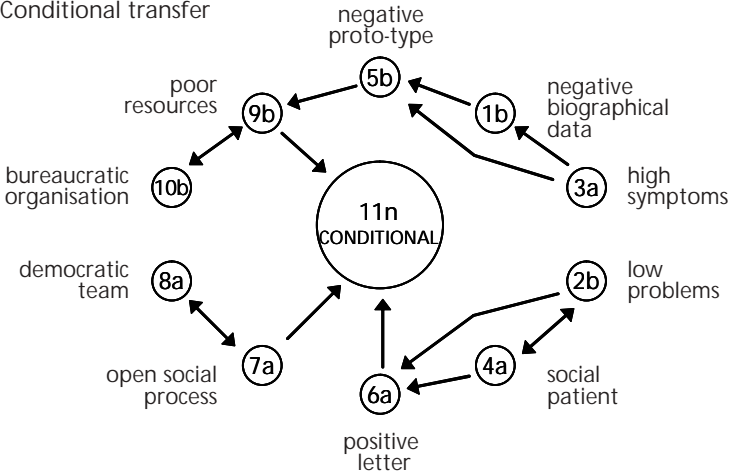 Conditional transfer
negative
proto-type
5b
poor
resources
9b
1b
negative
biographical
data
bureaucratic
organisation
10b
3a
high
symptoms
11n
CONDITIONAL
democratic
team
8a
2b
low
problems
open social
process
7a
4a
social
patient
6a
positive
letter